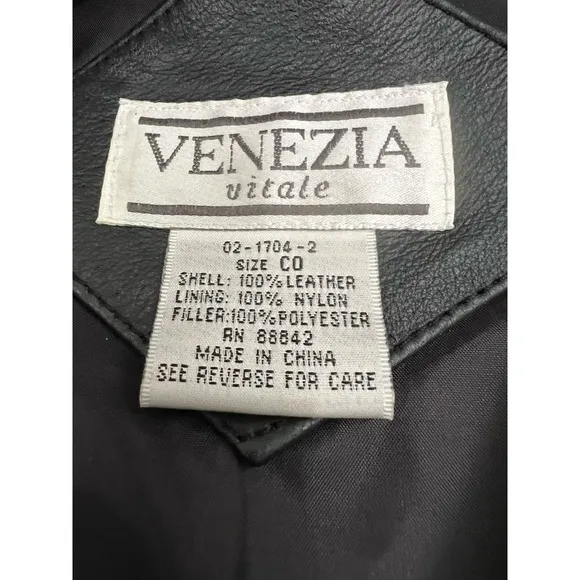 VENEZIA
vitale
02-1704-2
SIZE CO
SHELL: 100% LEATHER
LINING: 100% NYLON
FILLER:100%POLYESTER
RN 88842
MADE IN CHINA
SEE REVERSE FOR CARE